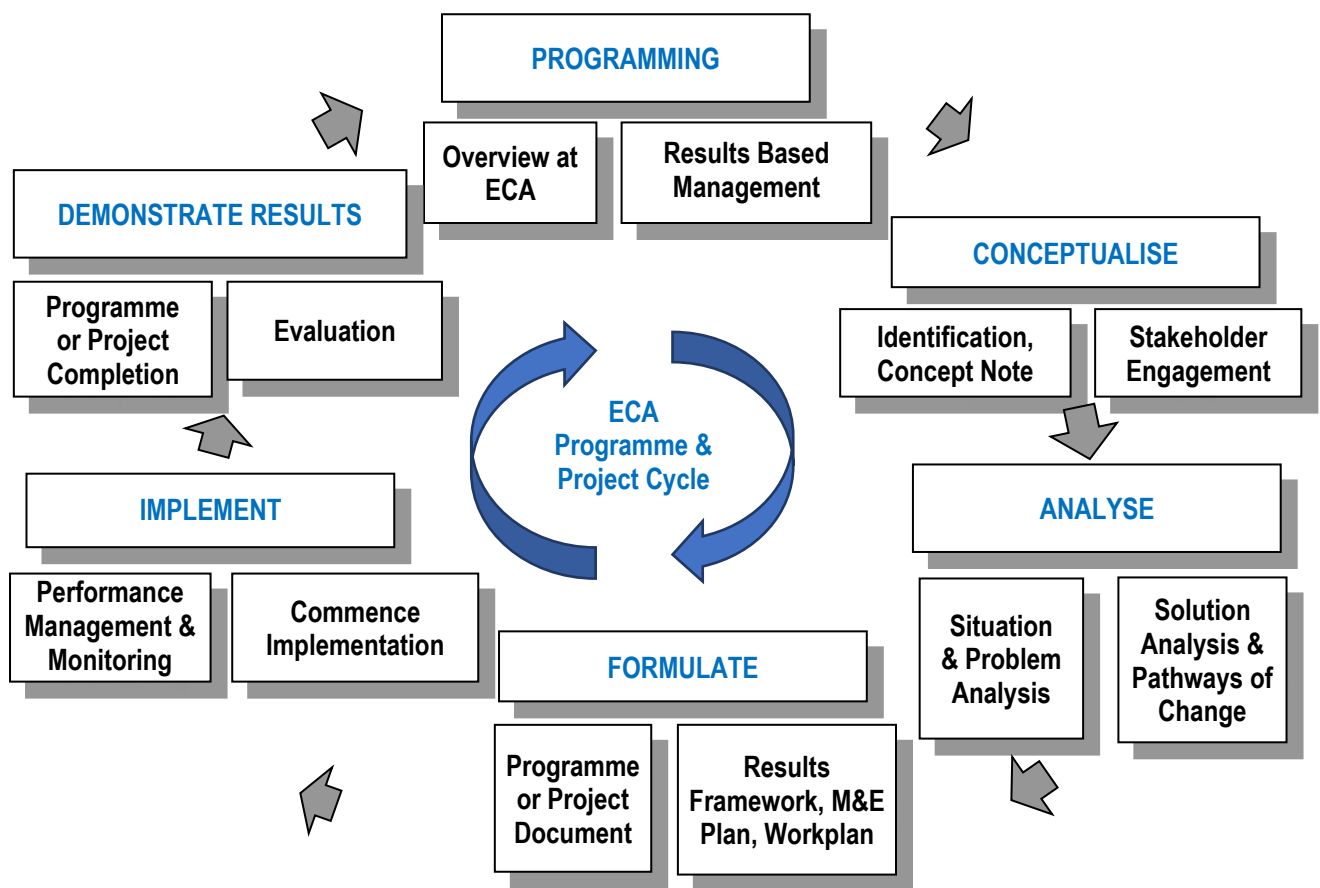 PROGRAMMING
Overview at
ECA
Results Based
Management
CONCEPTUALISE
Identification,
Concept Note
Stakeholder
Engagement
ANALYSE
Situation
& Problem
Analysis
Solution
Analysis &
Pathways of
Change
FORMULATE
Programme
or Project
Document
Results
Framework, M&E
Plan, Workplan
IMPLEMENT
Performance
Management &
Monitoring
Commence
Implementation
DEMONSTRATE RESULTS
Programme
or Project
Completion
Evaluation
ECA
Programme &
Project Cycle